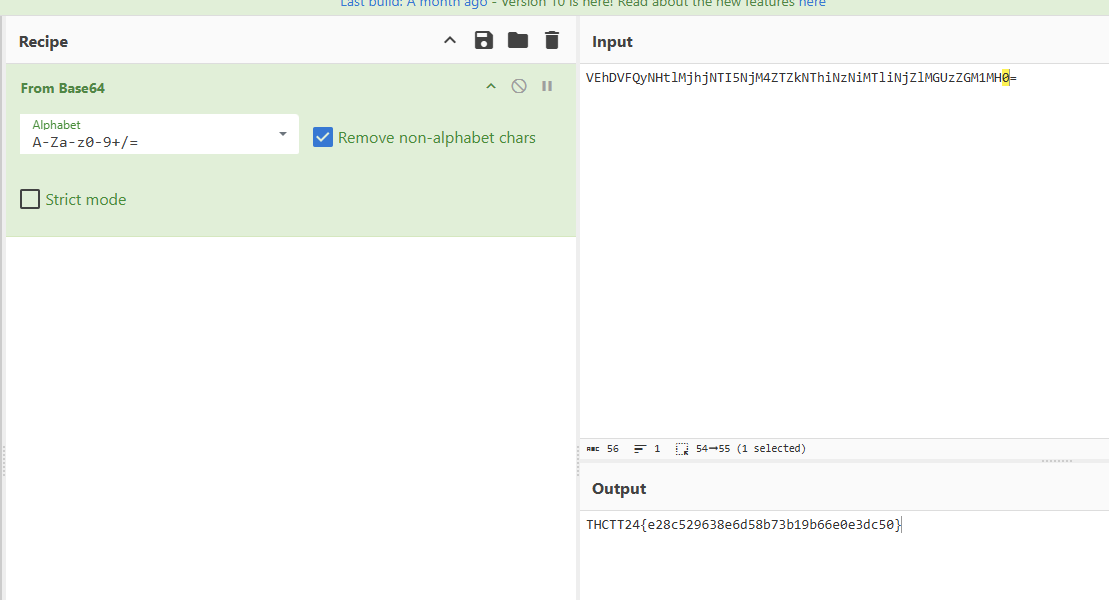 Last build: A month ago - Version 10 is here! Read about the new features here
Recipe
Input
From Base64
Alphabet
A-Za-z0-9+/=
Remove non-alphabet chars
Strict mode
VEhDVFQyNHtlMjhjNTI5NjM4ZTZkNThiNzNiMTliNjZlMGUzZGM1MH0=
ABC 56
1
54→55 (1 selected)
Output
THCTT24{e28c529638e6d58b73b19b66e0e3dc50}